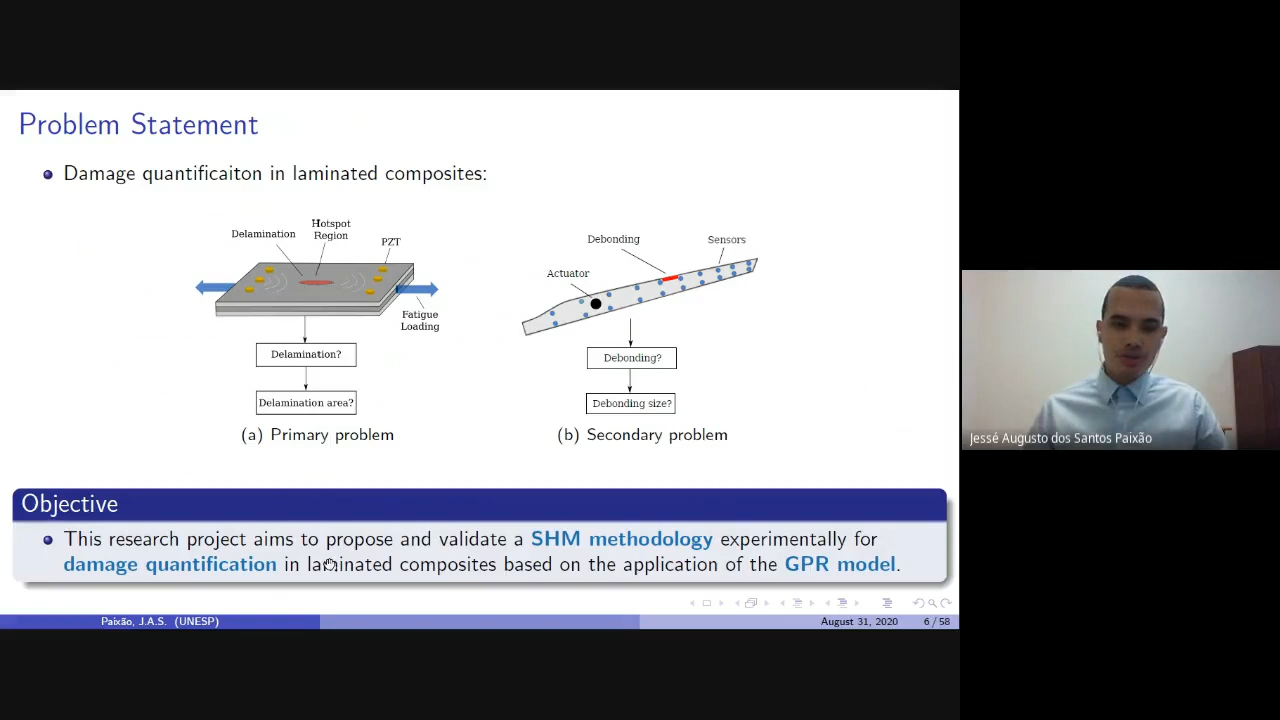 Problem Statement
Damage quantificaiton in laminated composites:
Delamination
Hotspot
Region
PZT
Fatigue
Loading
Delamination?
Delamination area?
(a) Primary problem
Debonding
Sensors
Actuator
Debonding?
Debonding size?
(b) Secondary problem
Objective
This research project aims to propose and validate a SHM methodology experimentally for
damage quantification in laminated composites based on the application of the GPR model.
Paixão, J.A.S. (UNESP)
August 31, 2020
6 / 58
Jessé Augusto dos Santos Paixão